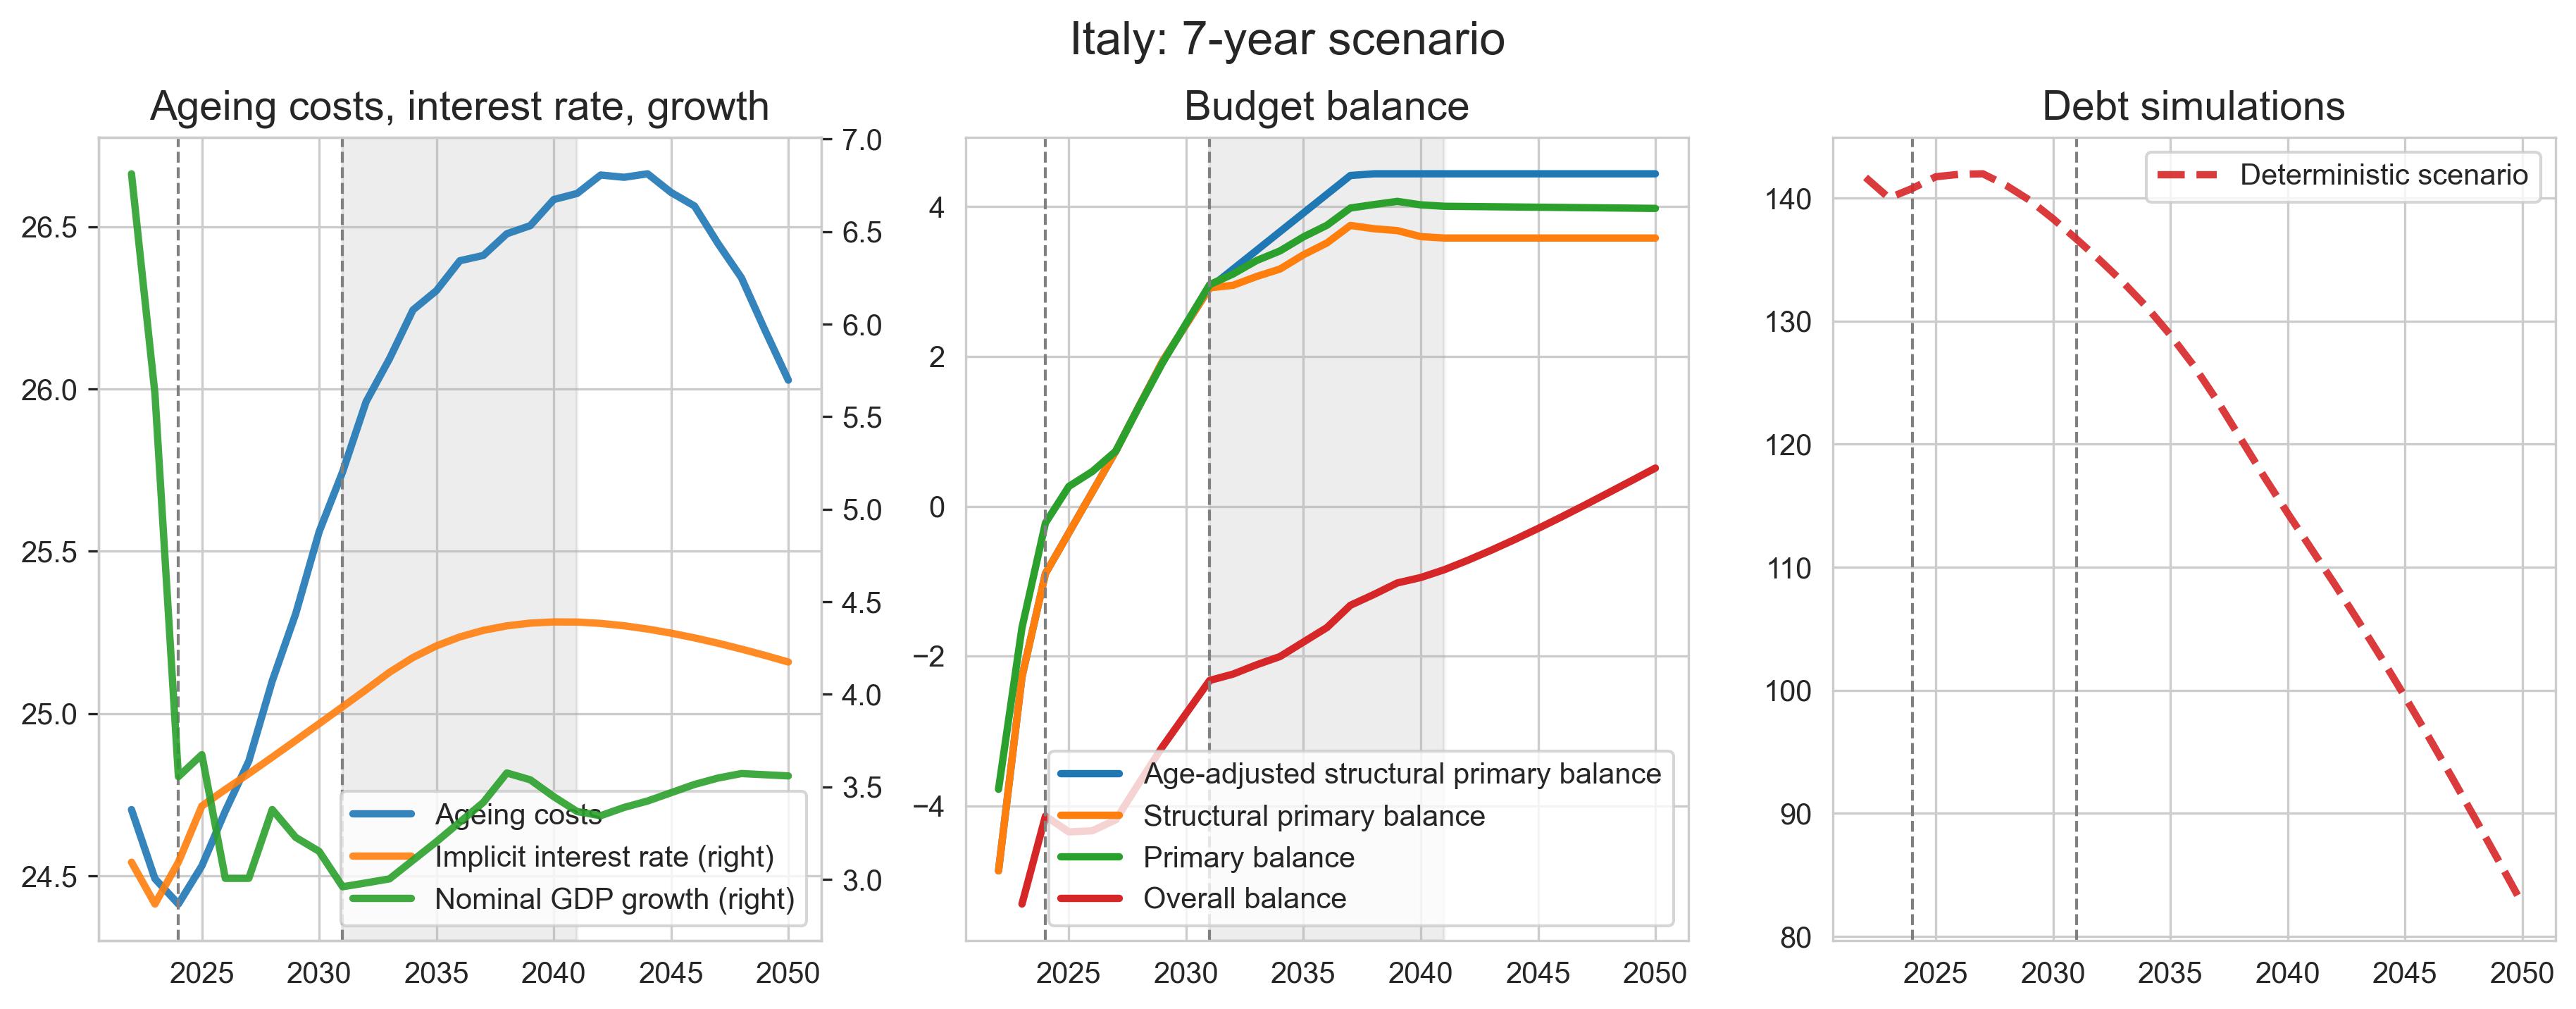 Italy: 7-year scenario
Ageing costs, interest rate, growth
26.5
26.0
25.5
25.0
24.5
7.0
6.5
6.0
5.5
5.0
4.5
4.0
3.5
3.0
Ageing costs
Implicit interest rate (right)
Nominal GDP growth (right)
2025 2030 2035 2040 2045 2050
Budget balance
4
2
0
−2
−4
Age-adjusted structural primary balance
Structural primary balance
Primary balance
Overall balance
2025 2030 2035 2040 2045 2050
Debt simulations
Deterministic scenario
140
130
120
110
100
90
80
2025 2030 2035 2040 2045 2050